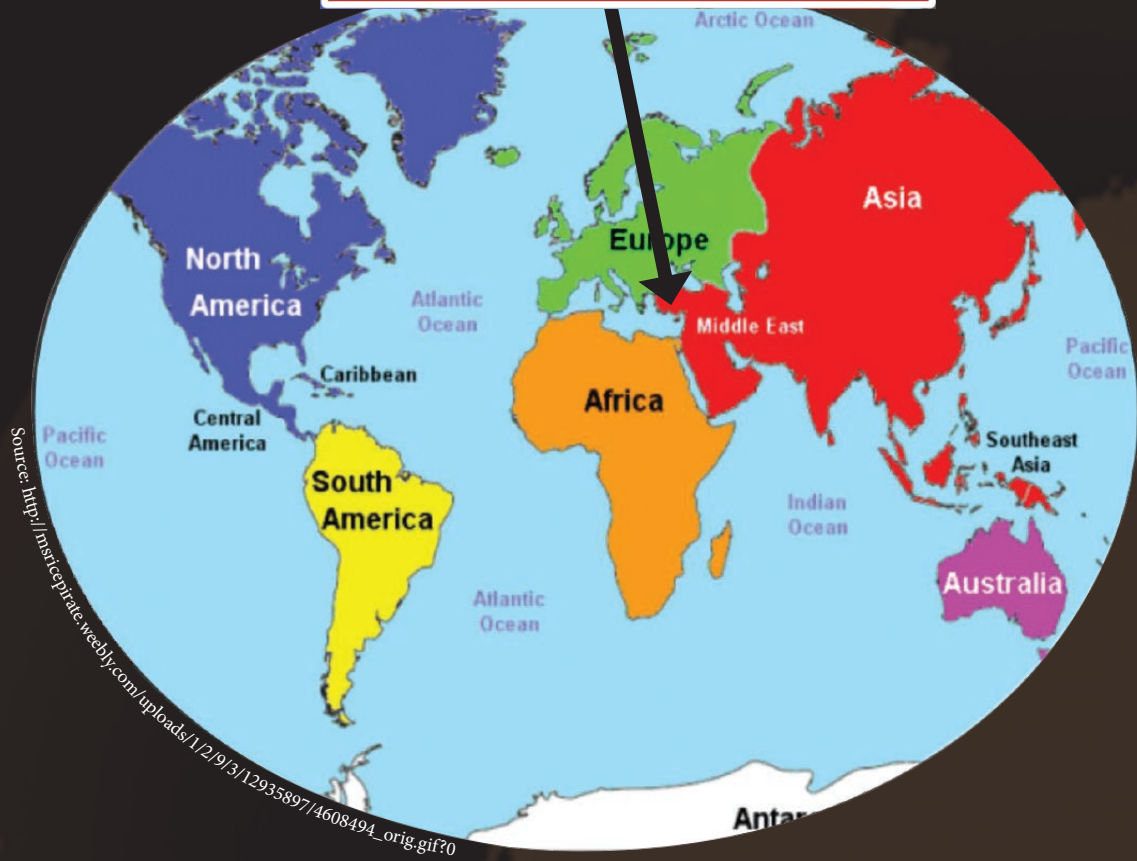 Arctic Ocean
Asia
Europe
North
America
Atlantic
Ocean
Middle East
Pacific
Ocean
Caribbean
Africa
Central
America
Pacific
Ocean
Southeast
Asia
South
America
Indian
Ocean
Australia
Atlantic
Ocean
Antar
Source: http://msricepirate.weebly.com/uploads/1/2/9/3/12935897/4608494_orig.gif?0